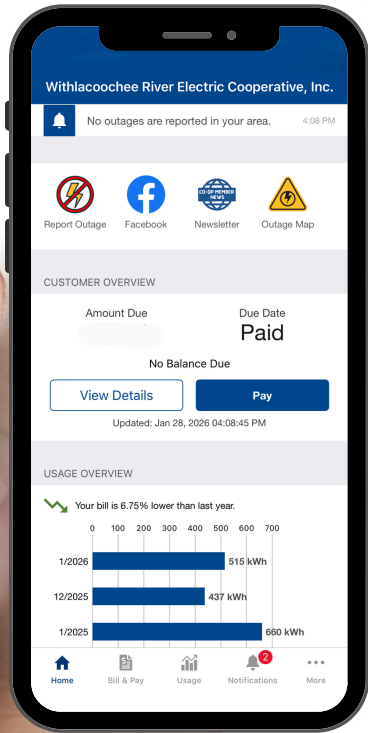 Withlacoochee River Electric Cooperative, Inc.
No outages are reported in your area. 4:08 PM
CO-OP MEMBER
NEWS
Report Outage Facebook Newsletter Outage Map
CUSTOMER OVERVIEW
Amount Due Due Date
Paid
No Balance Due
View Details Pay
Updated: Jan 28, 2026 04:08:45 PM
USAGE OVERVIEW
Your bill is 6.75% lower than last year.
0 100 200 300 400 500 600 700
1/2026 515 kWh
12/2025 437 kWh
1/2025 660 kWh
2
Home Bill & Pay Usage Notifications More